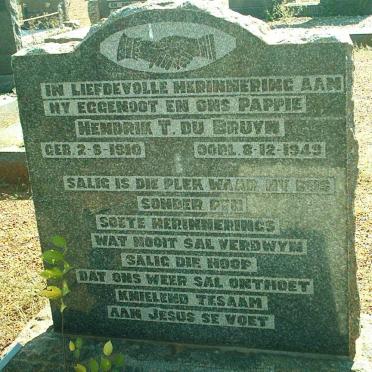 IN LIEFDEVOLLE HERINNERING AAN
MY EGGENOOT EN ONS PAPPIE
HENDRIK T. DU BRUYN
GEB. 2-6-1910 OORL. 8-12-1949
SALIG IS DIE PLEK WAAR HY RUS
SONDER
SOETE HERINNERINGS
WAT NOOIT SAL VERDWYN
SALIG DIE HOOP
DAT ONS WEER SAL ONTMOET
KNIELEND TESAAM
AAN JESUS SE VOET